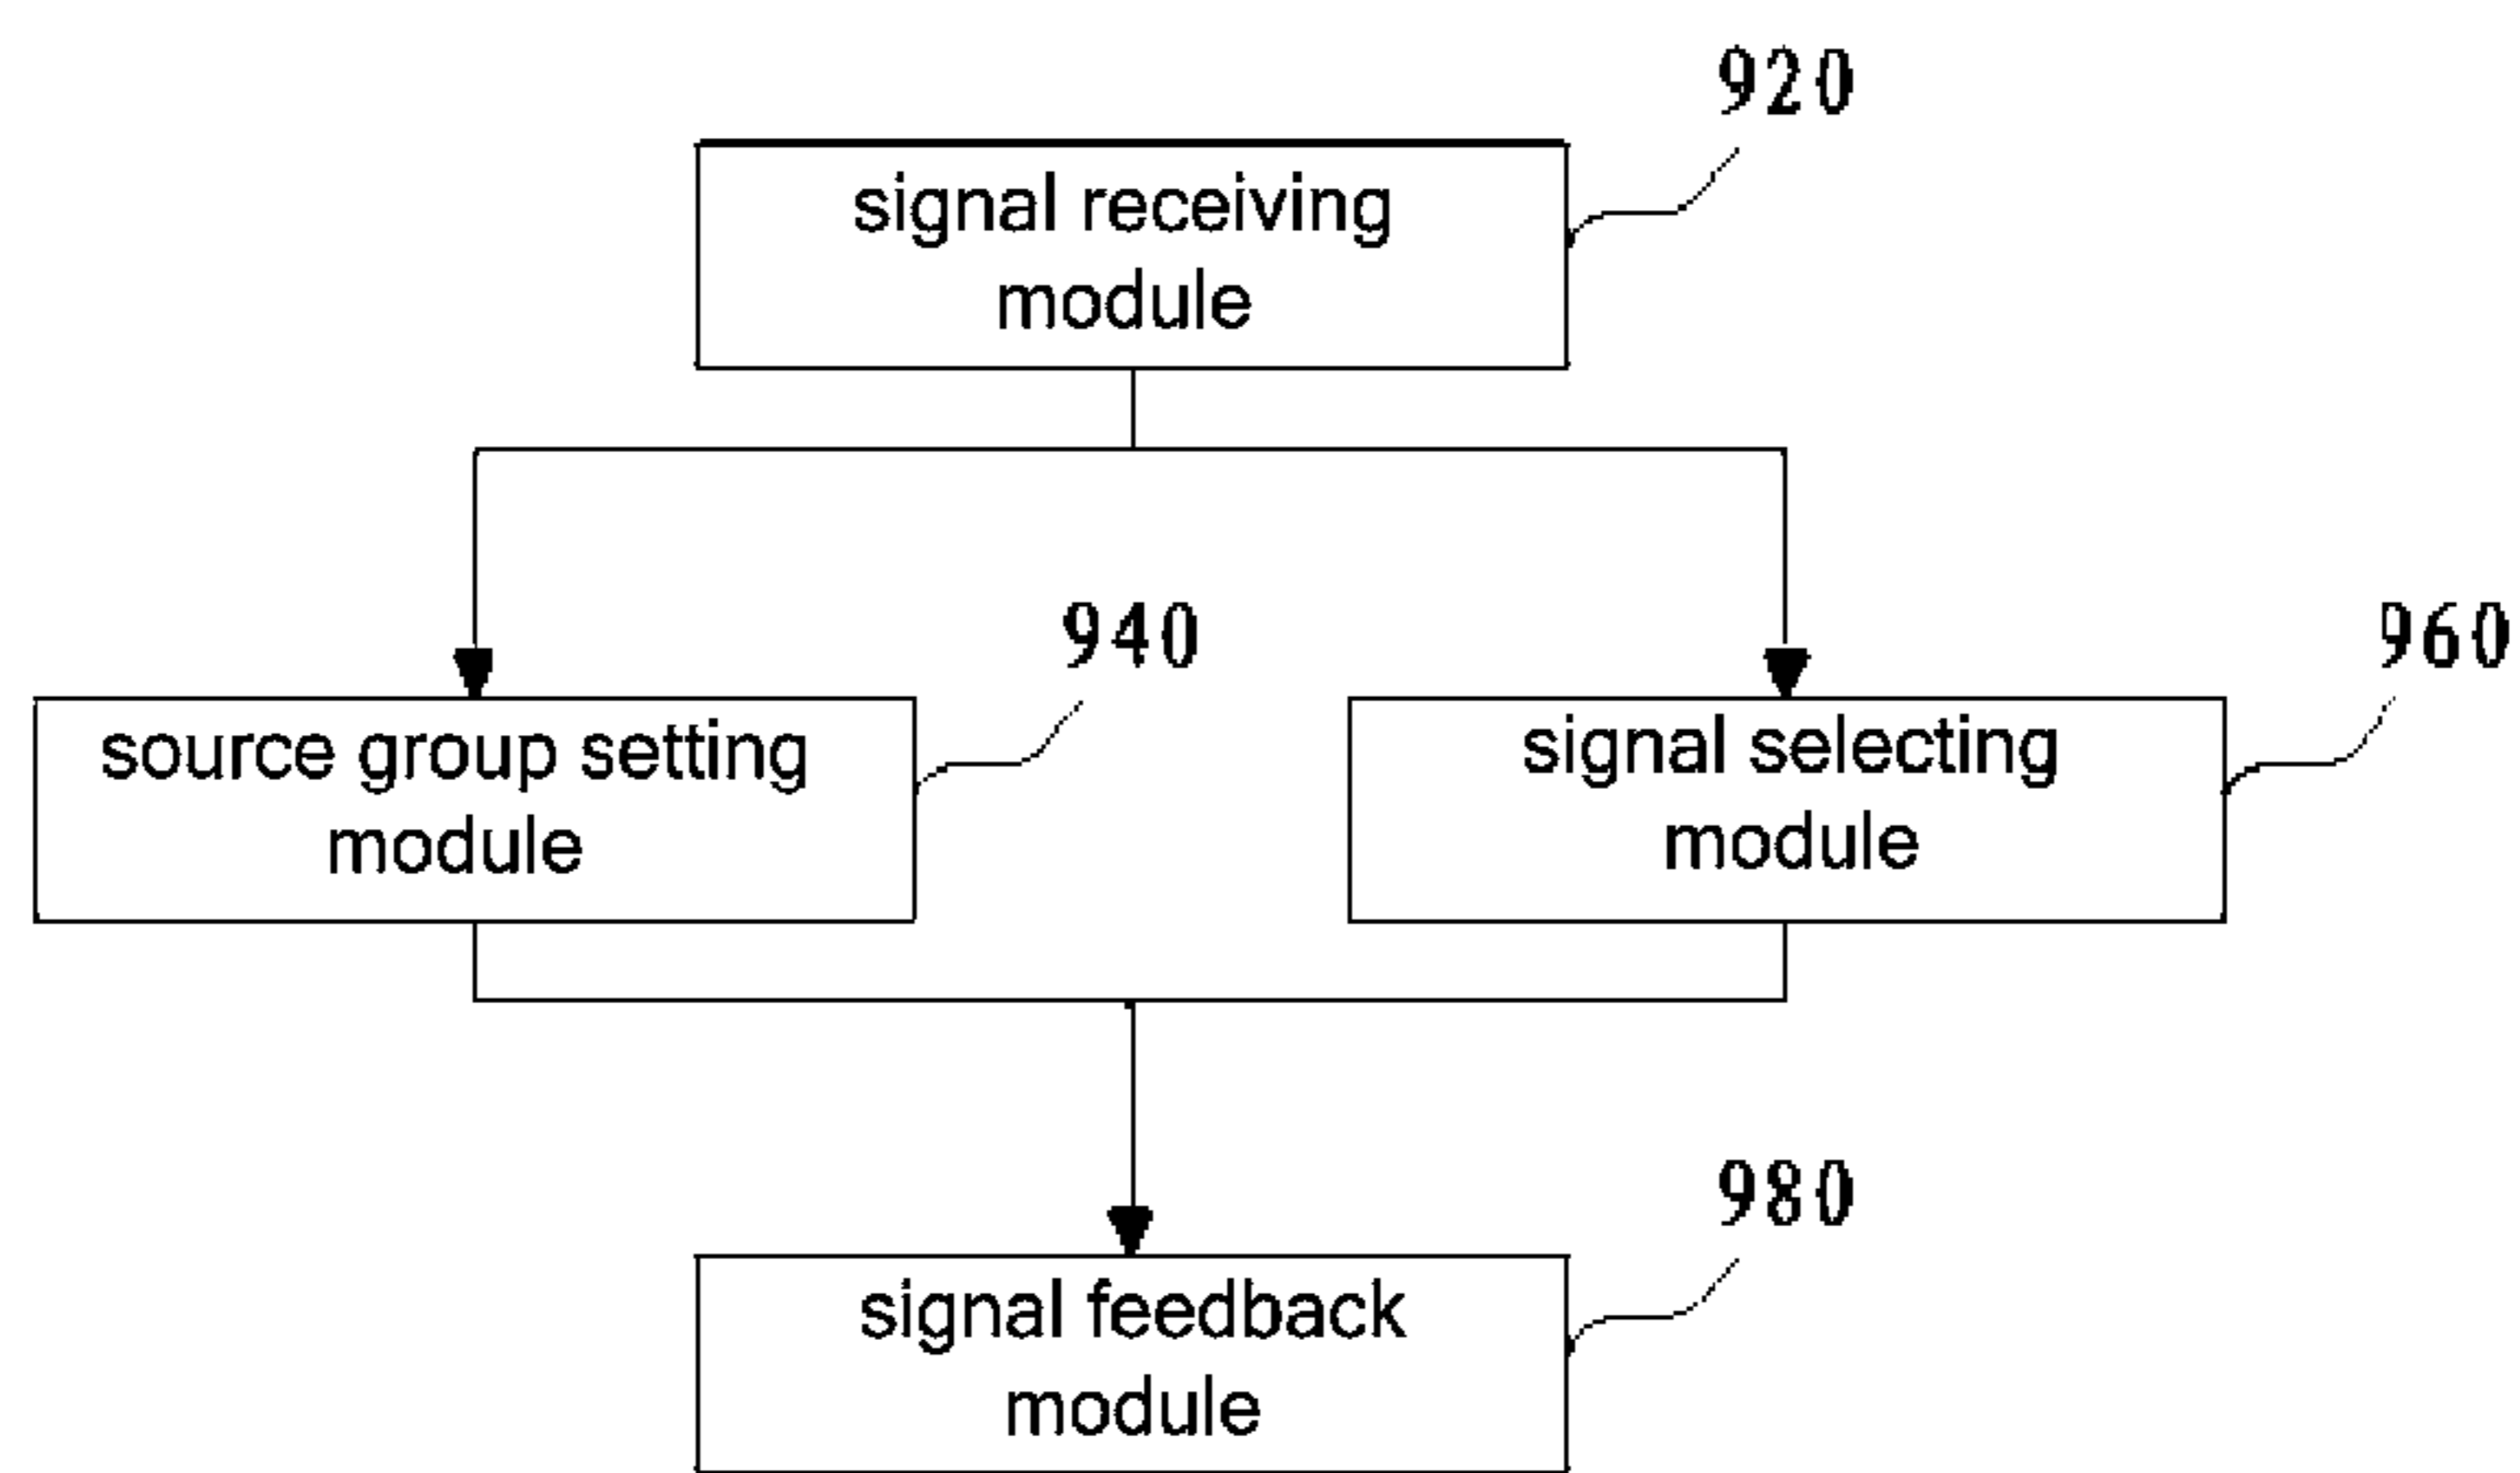 920
signal receiving
module
940
960
source group setting
module
signal selecting
module
980
signal feedback
module